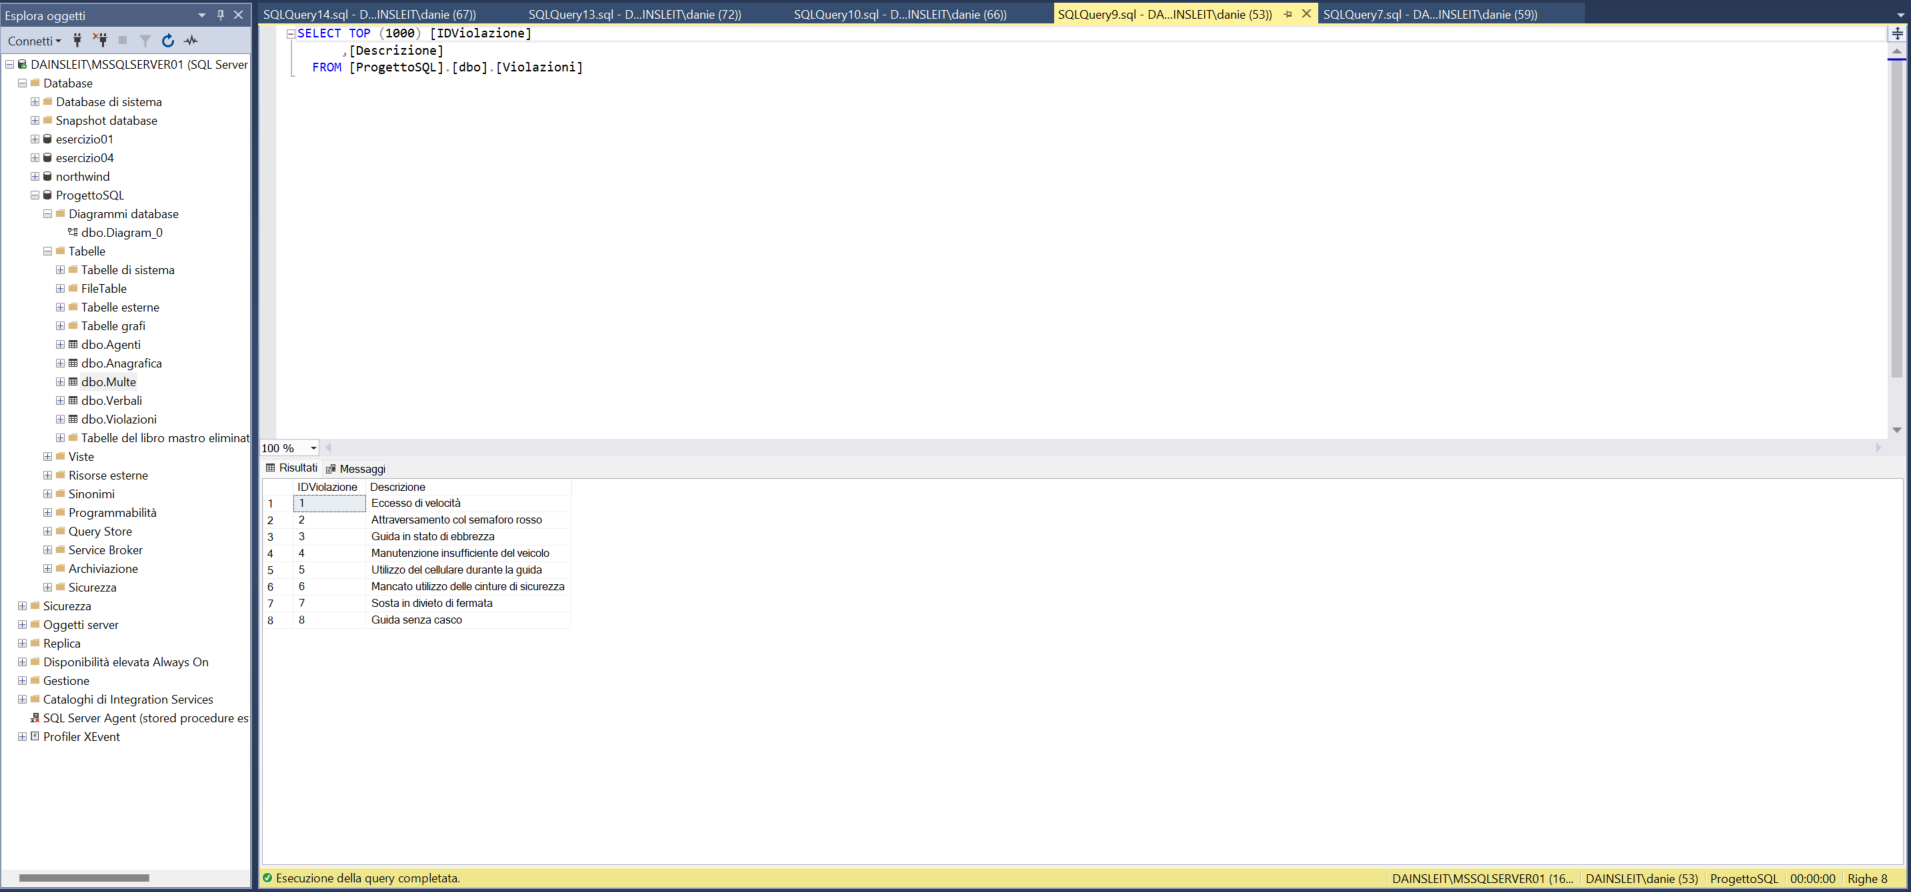 Esplora oggetti
Connetti
DAINSLEIT\MSSQLSERVER01 (SQL Server
Database
Database di sistema
Snapshot database
esercizio01
esercizio04
northwind
ProgettoSQL
Diagrammi database
dbo.Diagram_0
Tabelle
Tabelle di sistema
FileTable
Tabelle esterne
Tabelle grafi
dbo.Agenti
dbo.Anagrafica
dbo.Multe
dbo.Verbali
dbo.Violazioni
Tabelle del libro mastro eliminat
Viste
Risorse esterne
Sinonimi
Programmabilità
Query Store
Service Broker
Archiviazione
Sicurezza
Sicurezza
Oggetti server
Replica
Disponibilità elevata Always On
Gestione
Cataloghi di Integration Services
SQL Server Agent (stored procedure es
Profiler XEvent
SQLQuery14.sql - D...INSLEIT\danie (67))
SQLQuery13.sql - D...INSLEIT\danie (72))
SQLQuery10.sql - D...INSLEIT\danie (66))
SQLQuery9.sql - DA...INSLEIT\danie (53))
SQLQuery7.sql - DA...INSLEIT\danie (59))
SELECT TOP (1000) [IDViolazione]
,[Descrizione]
FROM [ProgettoSQL].[dbo].[Violazioni]
100 %
Risultati Messaggi
IDViolazione Descrizione
1 1 Eccesso di velocità
2 2 Attraversamento col semaforo rosso
3 3 Guida in stato di ebbrezza
4 4 Manutenzione insufficiente del veicolo
5 5 Utilizzo del cellulare durante la guida
6 6 Mancato utilizzo delle cinture di sicurezza
7 7 Sosta in divieto di fermata
8 8 Guida senza casco
Esecuzione della query completata.
DAINSLEIT\MSSQLSERVER01 (16... DAINSLEIT\danie (53) ProgettoSQL 00:00:00 Righe 8